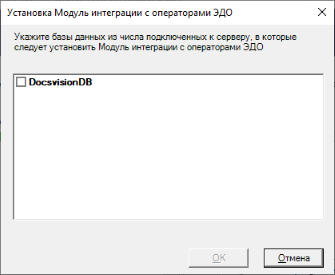 Установка Модуль интеграции с операторами ЭДО
Укажите базы данных из числа подключенных к серверу, в которые
следует установить Модуль интеграции с операторами ЭДО
DocsvisionDB
OK
Отмена